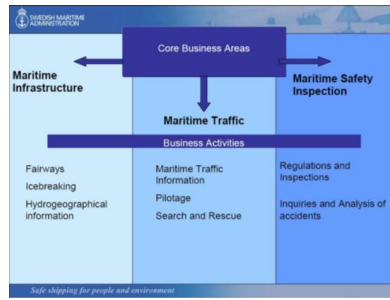 SWEDISH MARITIME
ADMINISTRATION
Core Business Areas
Maritime
Infrastructure
Maritime Safety
Inspection
Maritime Traffic
Business Activities
Fairways
Icebreaking
Hydrogeographical
information
Maritime Traffic
Information
Pilotage
Search and Rescue
Regulations and
Inspections
Inquiries and Analysis of
accidents
Safe shipping for people and environment